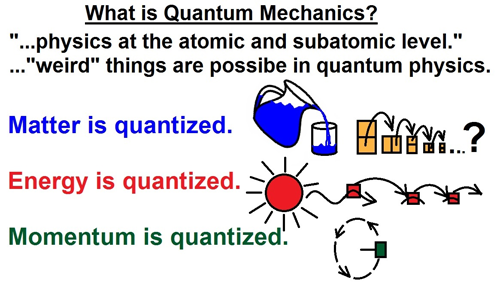 What is Quantum Mechanics?
"...physics at the atomic and subatomic level."
..."weird" things are possibe in quantum physics.
Matter is quantized.
...?
Energy is quantized.
Momentum is quantized.